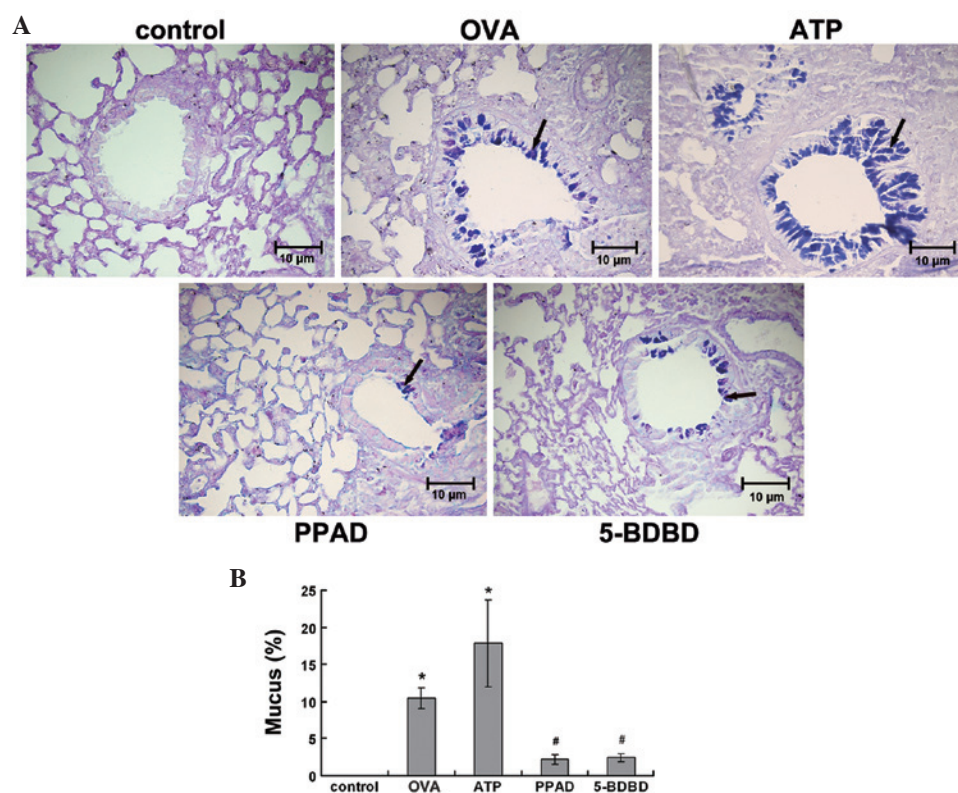 A
control OVA ATP
10 µm 10 µm 10 µm
10 µm 10 µm
PPAD 5-BDBD
B
Mucus (%)
25
20
15
10
5
0
* * # #
control OVA ATP PPAD 5-BDBD